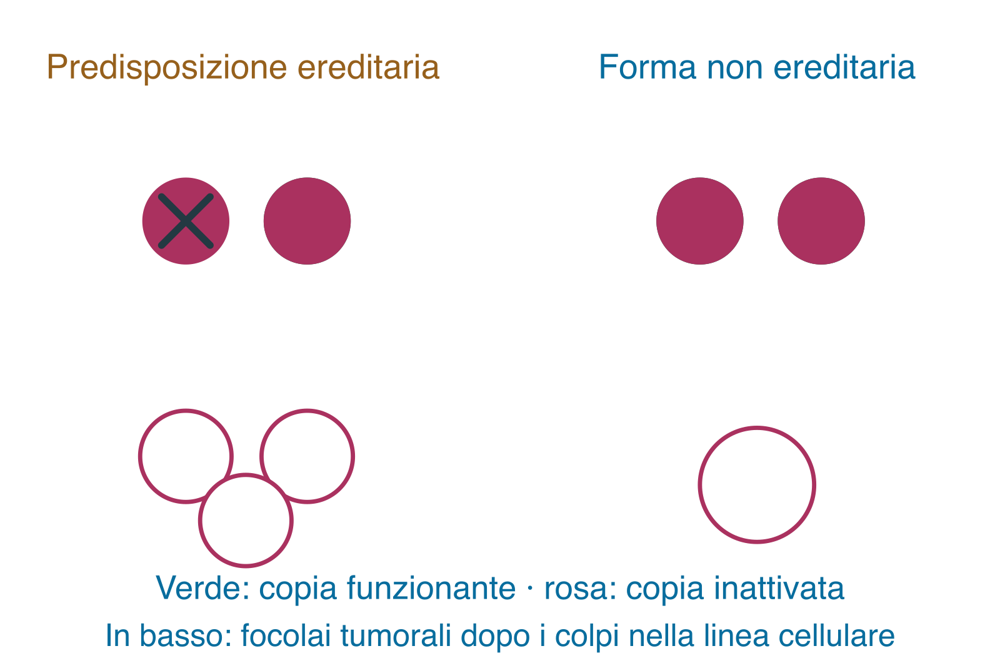 Predisposizione ereditaria
Forma non ereditaria
Verde: copia funzionante · rosa: copia inattivata
In basso: focolai tumorali dopo i colpi nella linea cellulare